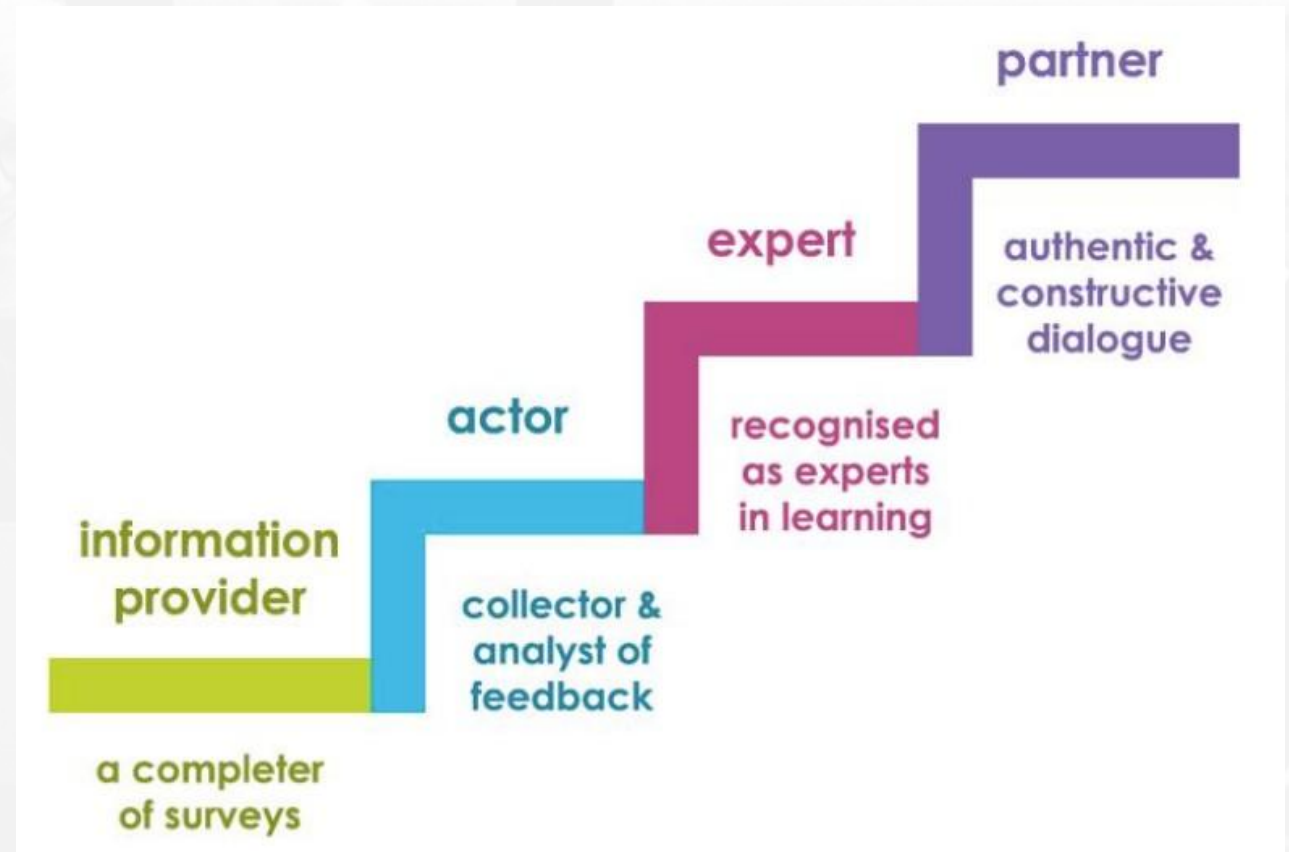 partner
authentic &
constructive
dialogue
expert
recognised
as experts
in learning
actor
collector &
analyst of
feedback
information
provider
a completer
of surveys